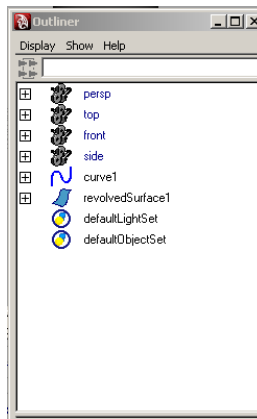 Outliner
Display Show Help
persp
top
front
side
curve1
revolvedSurface1
defaultLightSet
defaultObjectSet